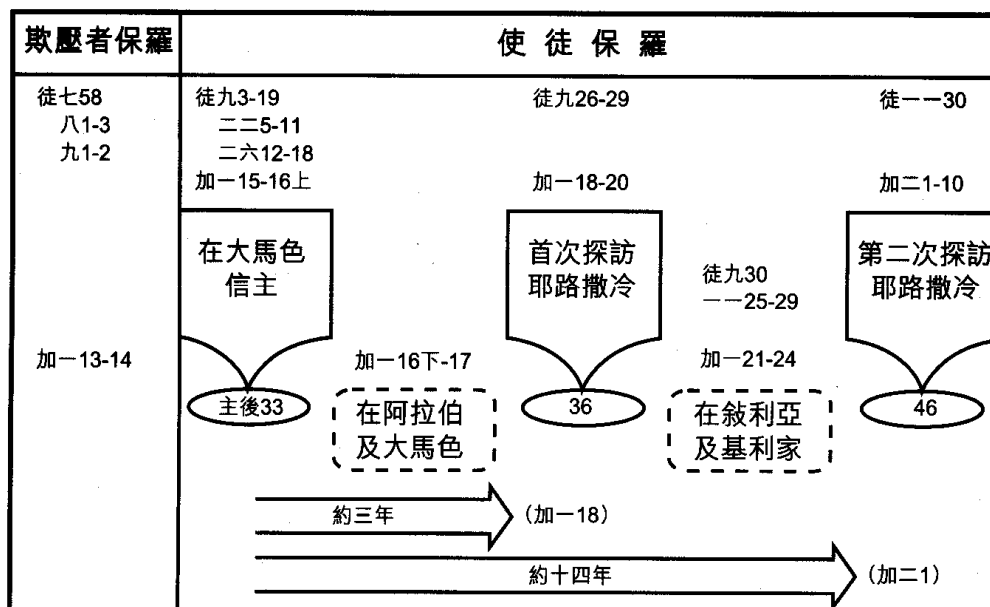 欺壓者保羅
使徒保羅
徒七58
八1-3
九1-2
加一13-14
徒九3-19
二二5-11
二六12-18
加一15-16上
在大馬色
信主
主後33
加一16下-17
在阿拉伯
及大馬色
徒九26-29
加一18-20
首次探訪
耶路撒冷
36
徒九30
一一25-29
加一21-24
在敍利亞
及基利家
徒一一30
加二1-10
第二次探訪
耶路撒冷
46
約三年
(加一18)
約十四年
(加二1)